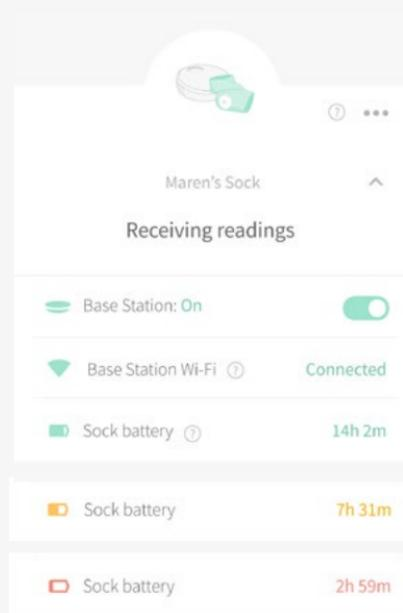 ?
Maren's Sock
Receiving readings
Base Station: On
Base Station Wi-Fi ? Connected
Sock battery ? 14h 2m
Sock battery 7h 31m
Sock battery 2h 59m